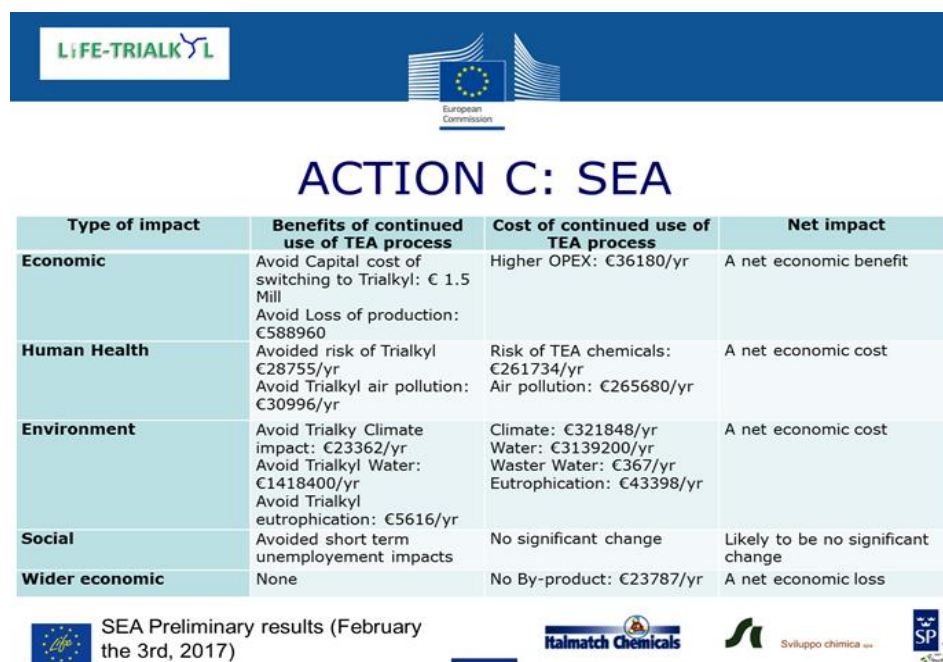 LIFE-TRIALKYL
European
Commission
ACTION C: SEA
Type of impact
Benefits of continued
use of TEA process
Cost of continued use of
TEA process
Net impact
Economic
Avoid Capital cost of
switching to Trialkyl: € 1.5
Mill
Avoid Loss of production:
€588960
Higher OPEX: €36180/yr
A net economic benefit
Human Health
Avoided risk of Trialkyl
€28755/yr
Avoid Trialkyl air pollution:
€30996/yr
Risk of TEA chemicals:
€261734/yr
Air pollution: €265680/yr
A net economic cost
Environment
Avoid Trialky Climate
impact: €23362/yr
Avoid Trialkyl Water:
€1418400/yr
Avoid Trialkyl
eutrophication: €5616/yr
Climate: €321848/yr
Water: €3139200/yr
Waster Water: €367/yr
Eutrophication: €43398/yr
A net economic cost
Social
Avoided short term
unemployement impacts
No significant change
Likely to be no significant
change
Wider economic
None
No By-product: €23787/yr
A net economic loss
Life
SEA Preliminary results (February
the 3rd, 2017)
Italmatch Chemicals
Sviluppo chimica
SP